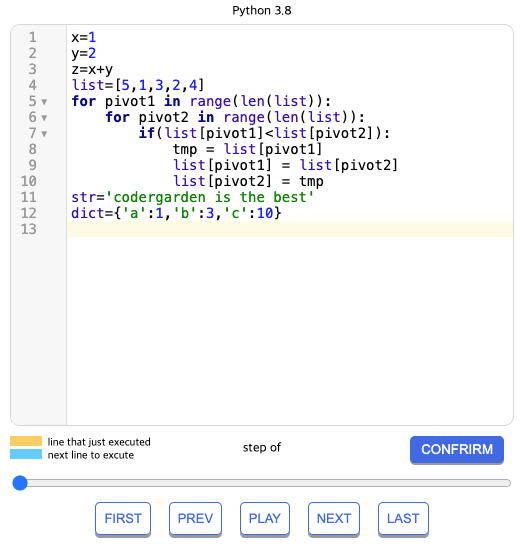 Python 3.8
1 x=1
2 y=2
3 z=x+y
4 list=[5,1,3,2,4]
5 for pivot1 in range(len(list)):
6     for pivot2 in range(len(list)):
7         if(list[pivot1]<list[pivot2]):
8             tmp = list[pivot1]
9             list[pivot1] = list[pivot2]
10             list[pivot2] = tmp
11 str='codergarden is the best'
12 dict={'a':1,'b':3,'c':10}
13
line that just executed
next line to excute
step of
CONFRIRM
FIRST PREV PLAY NEXT LAST